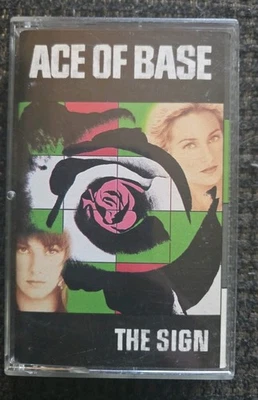 ACE OF BASE
THE SIGN